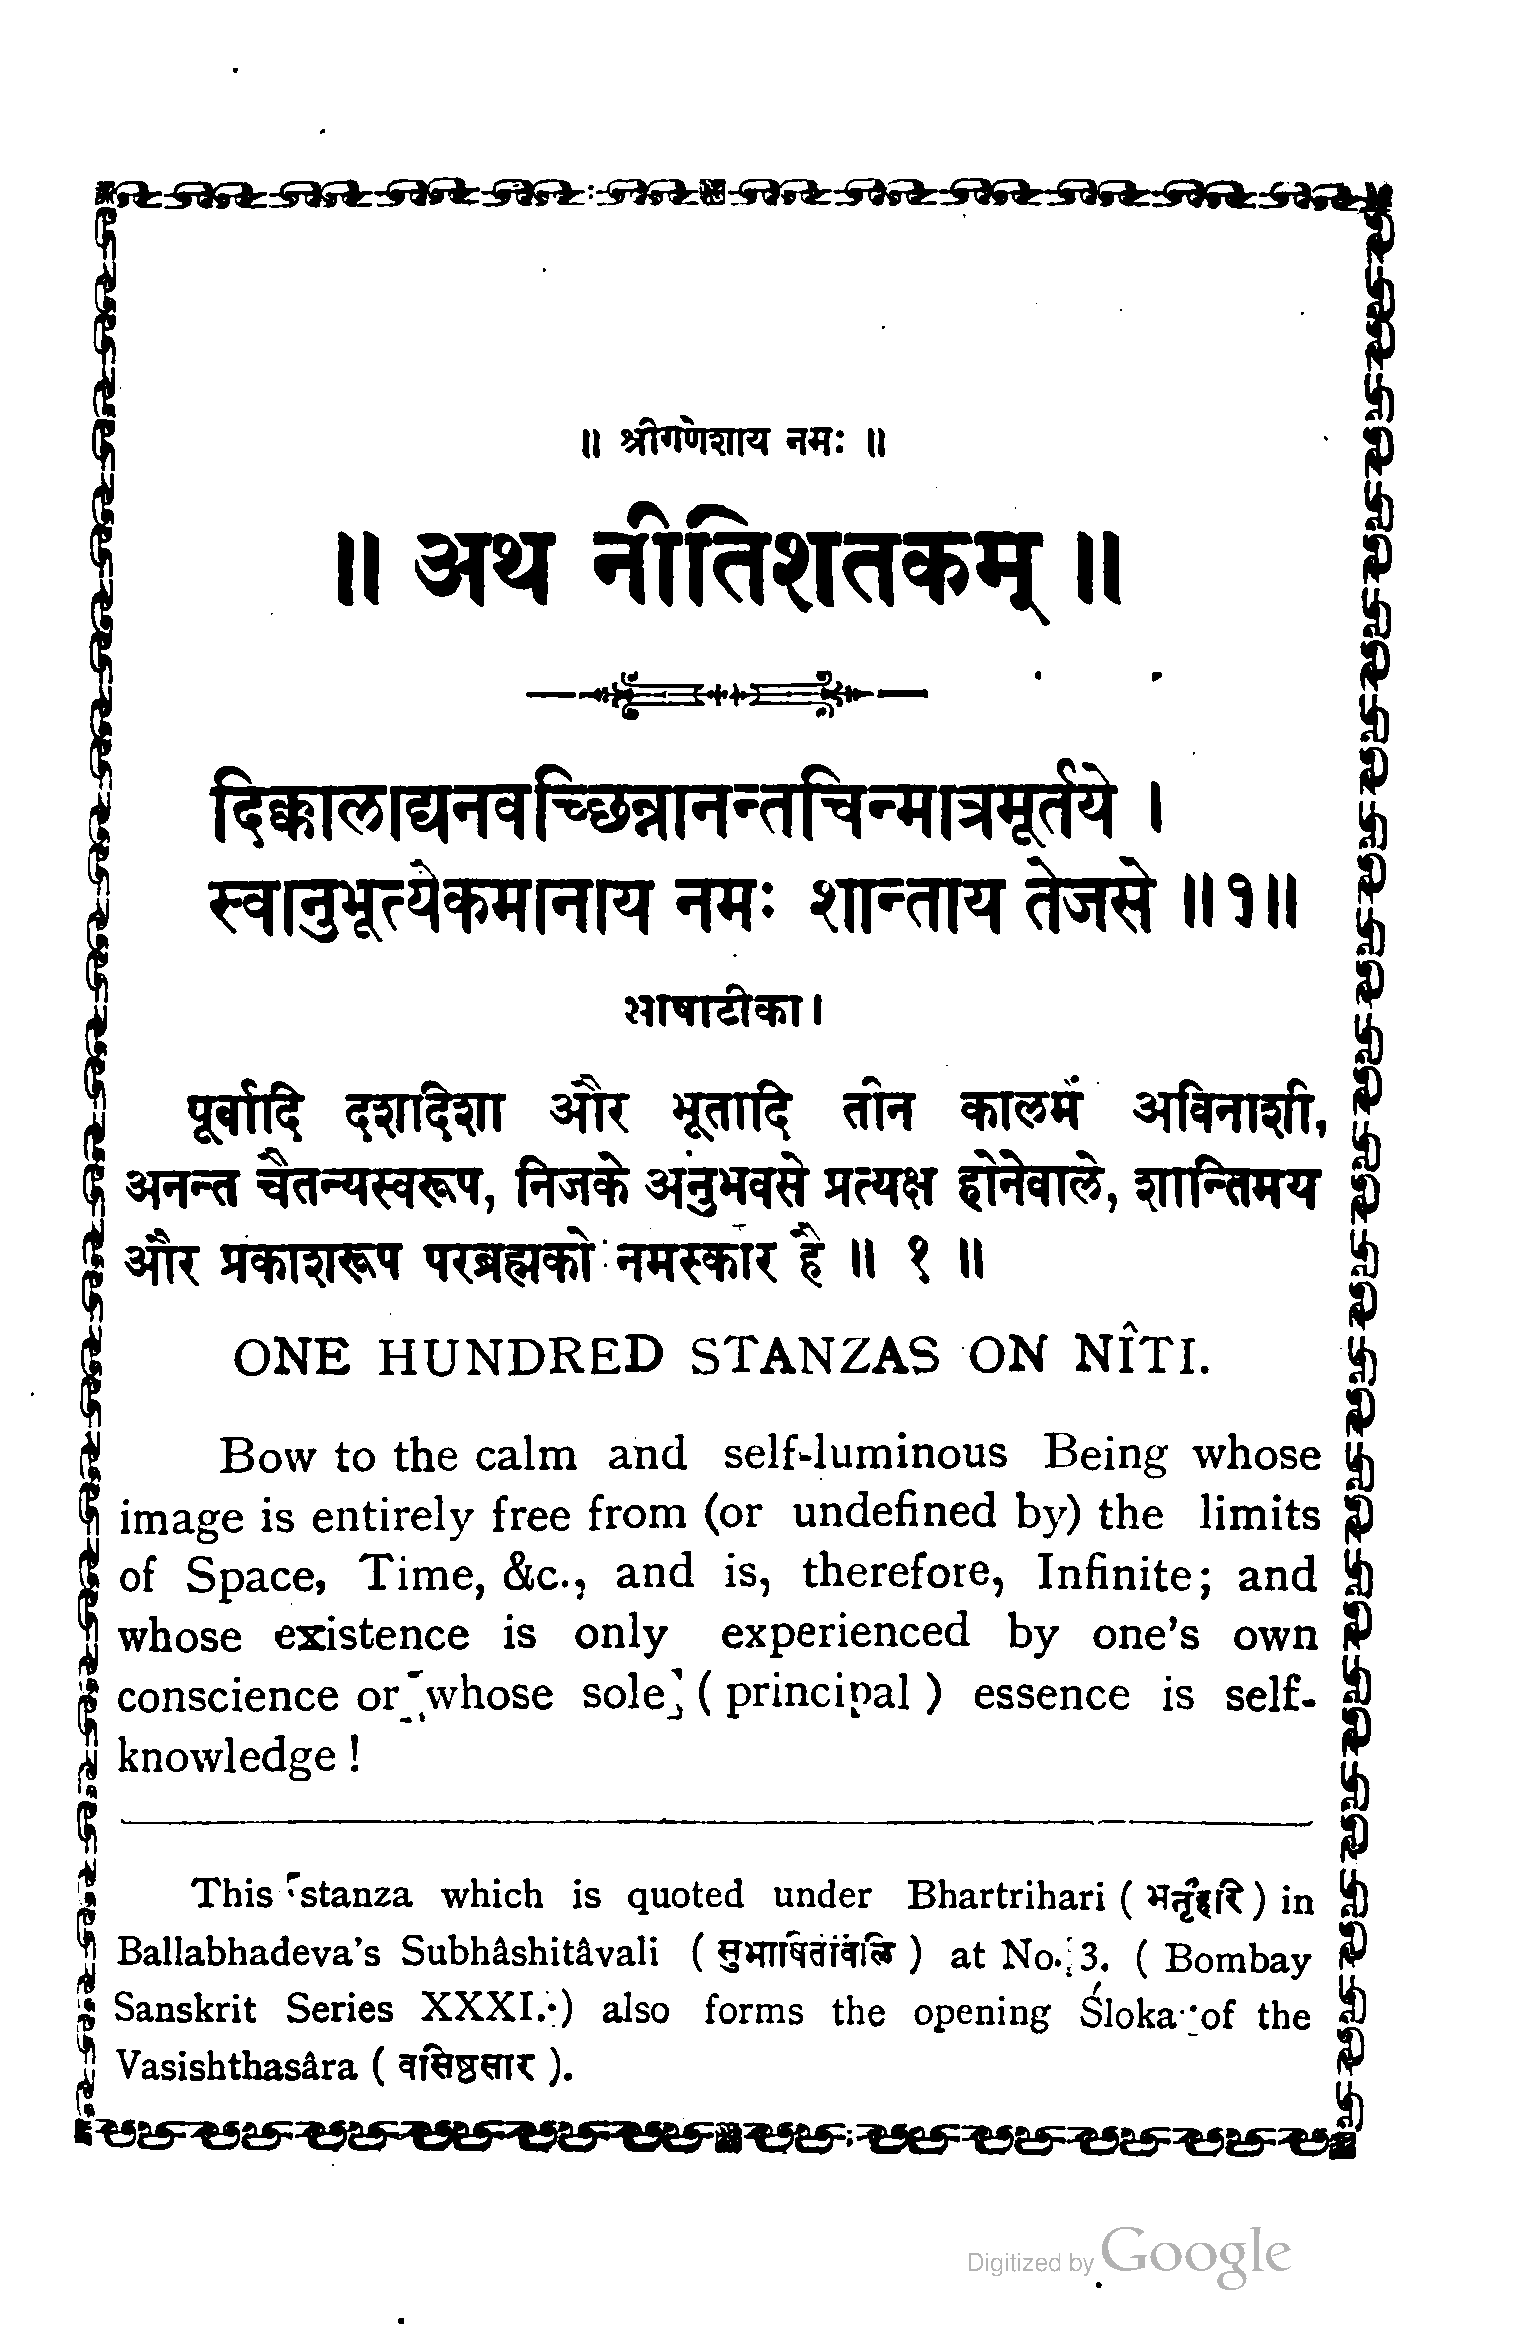 ॥ श्रीगणेशाय नमः ॥
॥ अथ नीतिशतकम् ॥
दिक्कालाद्यनवच्छिन्नानन्तचिन्मात्रमूर्तये ।
स्वानुभूत्येकमानाय नमः शान्ताय तेजसे ॥१॥
भाषाटीका।
पूर्वादि दशदिशा और भूतादि तीन कालमें अविनाशी,
अनन्त चैतन्यस्वरूप, निजके अनुभवसे प्रत्यक्ष होनेवाले, शान्तिमय
और प्रकाशरूप परब्रह्मको नमस्कार है ॥ १ ॥
ONE HUNDRED STANZAS ON NÎTI.
Bow to the calm and self-luminous Being whose
image is entirely free from (or undefined by) the limits
of Space, Time, &c., and is, therefore, Infinite; and
whose existence is only experienced by one's own
conscience or whose sole ( principal ) essence is self-
knowledge !
This stanza which is quoted under Bhartrihari ( भर्तृहरि ) in
Ballabhadeva's Subhâshitâvali ( सुभाषितावलि ) at No. 3. ( Bombay
Sanskrit Series XXXI. ) also forms the opening Śloka of the
Vasishthasâra ( वसिष्ठसार ).
Digitized by Google